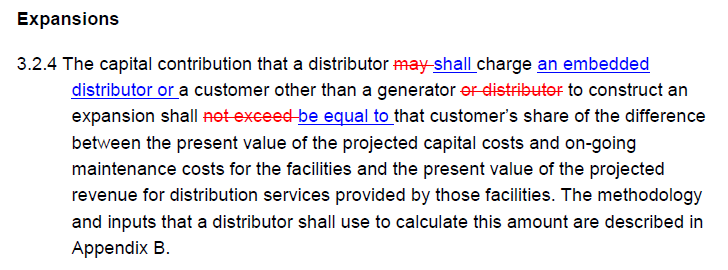 Expansions
3.2.4 The capital contribution that a distributor may shall charge an embedded
distributor or a customer other than a generator or distributor to construct an
expansion shall not exceed be equal to that customer's share of the difference
between the present value of the projected capital costs and on-going
maintenance costs for the facilities and the present value of the projected
revenue for distribution services provided by those facilities. The methodology
and inputs that a distributor shall use to calculate this amount are described in
Appendix B.